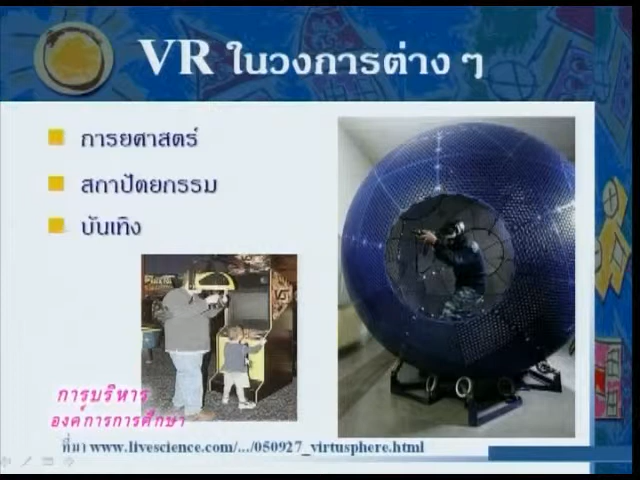 VR ในวงการต่าง ๆ
การยศาสตร์
สถาปัตยกรรม
บันเทิง
การบริหาร
องค์การการศึกษา
ที่มา www.livescience.com/.../050927_virtusphere.html